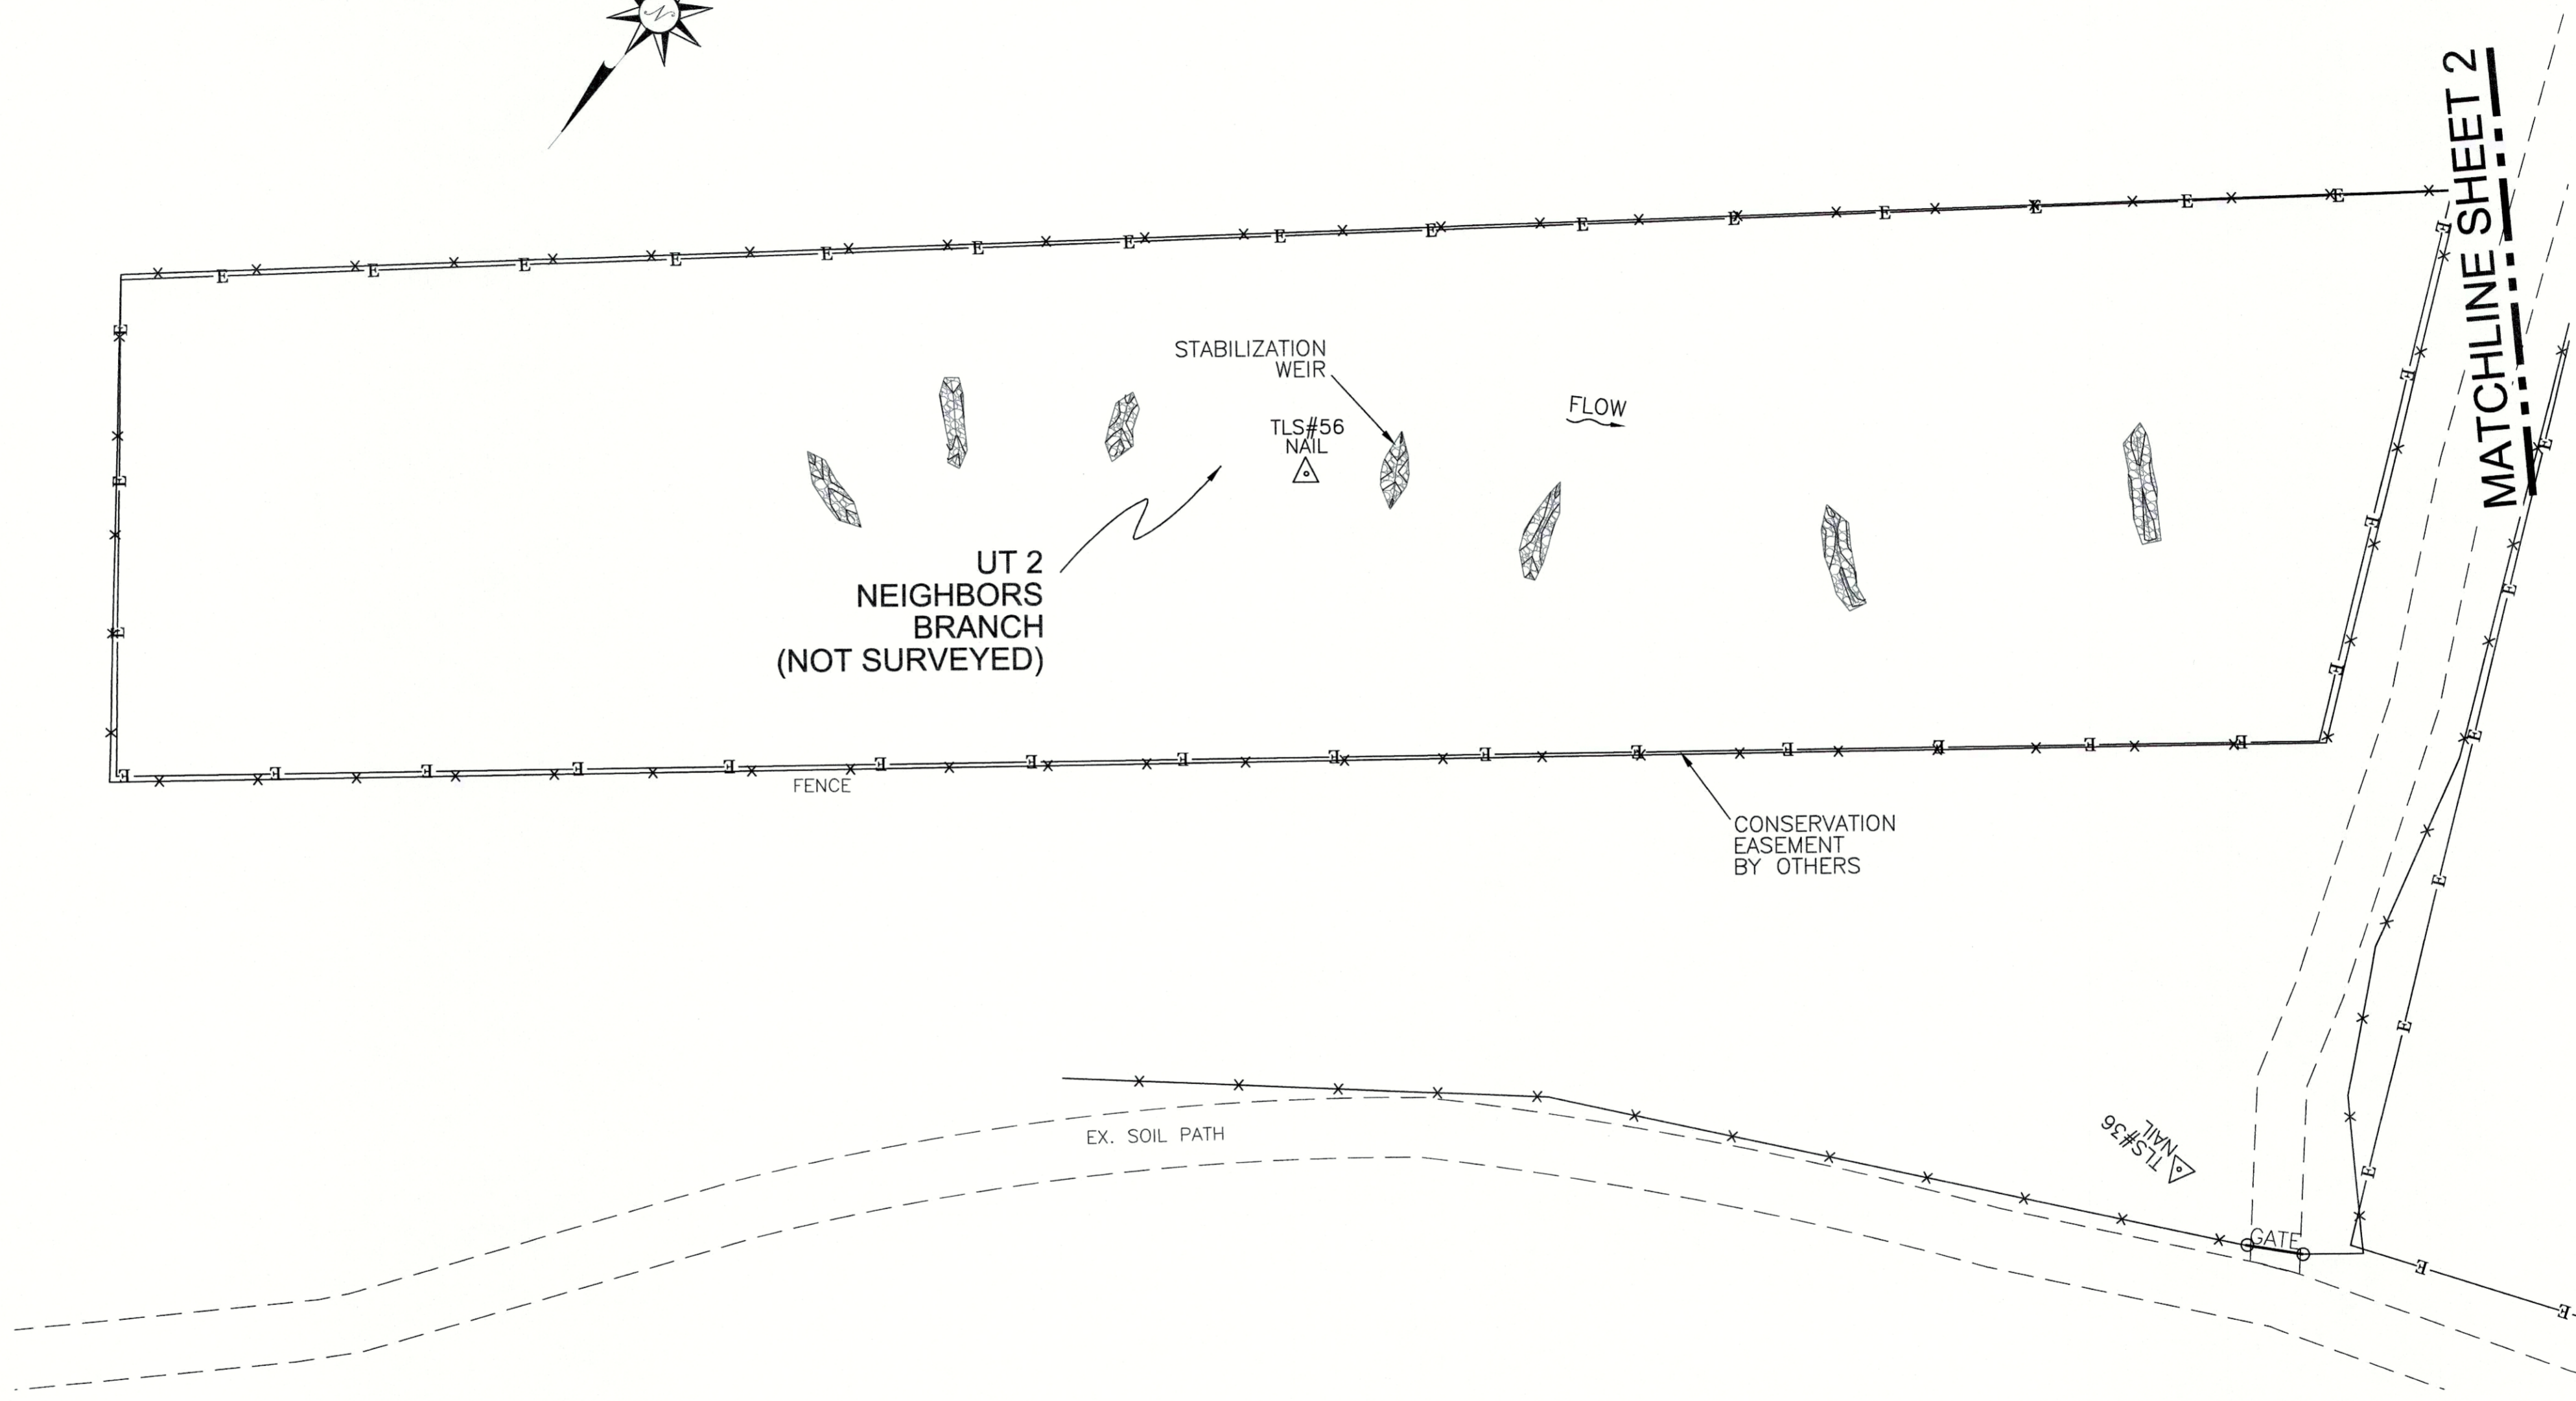 N
MATCHLINE SHEET 2
STABILIZATION
WEIR
FLOW
TLS#56
NAIL
UT 2
NEIGHBORS
BRANCH
(NOT SURVEYED)
FENCE
CONSERVATION
EASEMENT
BY OTHERS
EX. SOIL PATH
TLS#36
NAIL
GATE